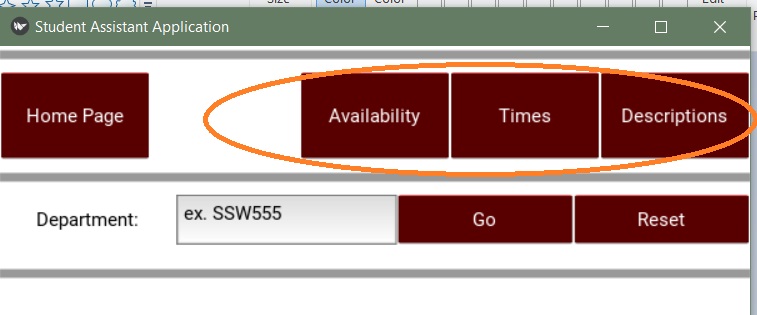 Size
Color
Color
Edit
Student Assistant Application
Home Page
Availability
Times
Descriptions
Department:
ex. SSW555
Go
Reset